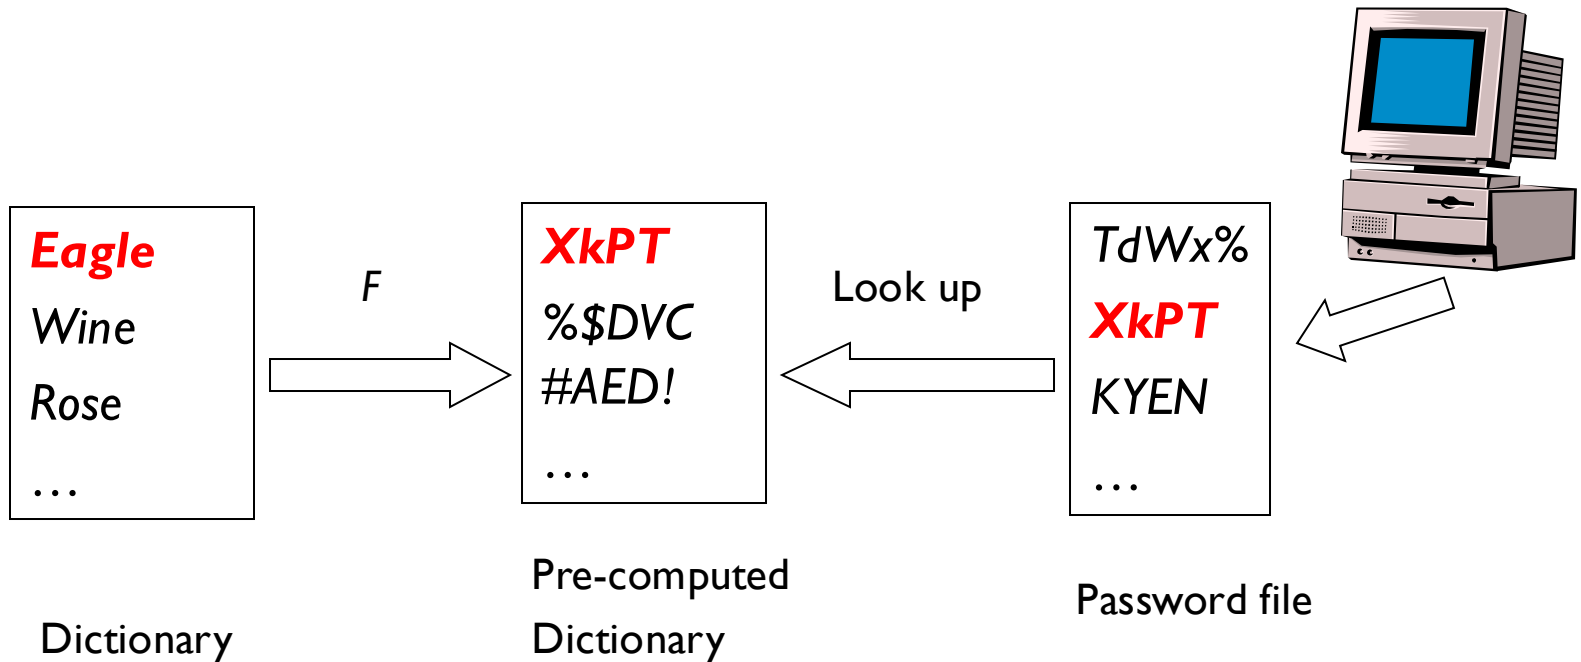 Eagle
Wine
Rose
…
Dictionary
F
XkPT
%$DVC
#AED!
…
Pre-computed
Dictionary
Look up
TdWx%
XkPT
KYEN
…
Password file